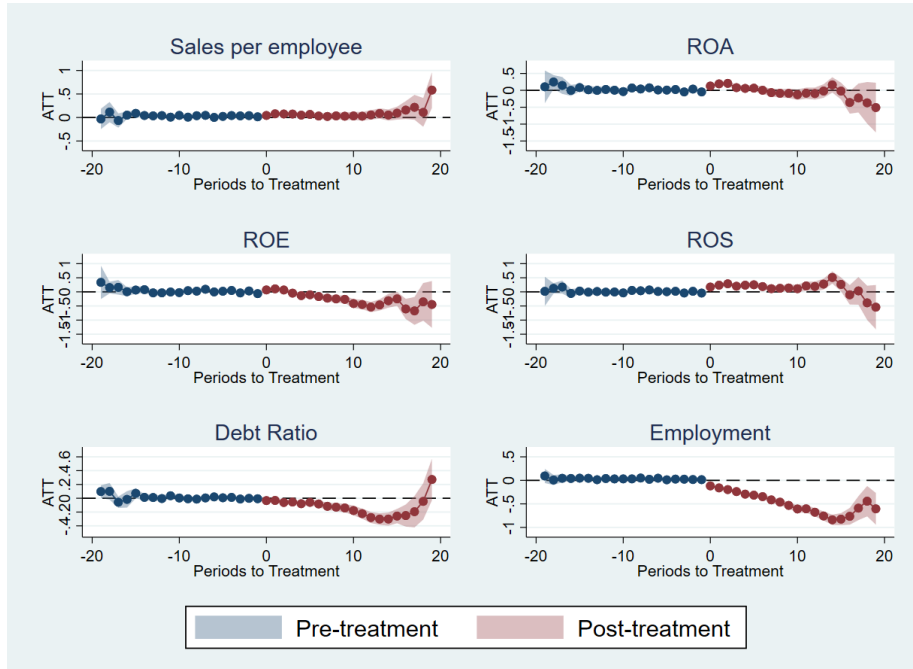 Sales per employee
ATT
1
.5
0
-.5
-20 -10 0 10 20
Periods to Treatment
ROA
ATT
-1.5-1-.50 .5
-20 -10 0 10 20
Periods to Treatment
ROE
ATT
-1.5-1-.50 .5 1
-20 -10 0 10 20
Periods to Treatment
ROS
ATT
-1.5-1-.50 .5 1
-20 -10 0 10 20
Periods to Treatment
Debt Ratio
ATT
-.4-.20 .2.4.6
-20 -10 0 10 20
Periods to Treatment
Employment
ATT
.5
0
-.5
-1
-20 -10 0 10 20
Periods to Treatment
Pre-treatment Post-treatment